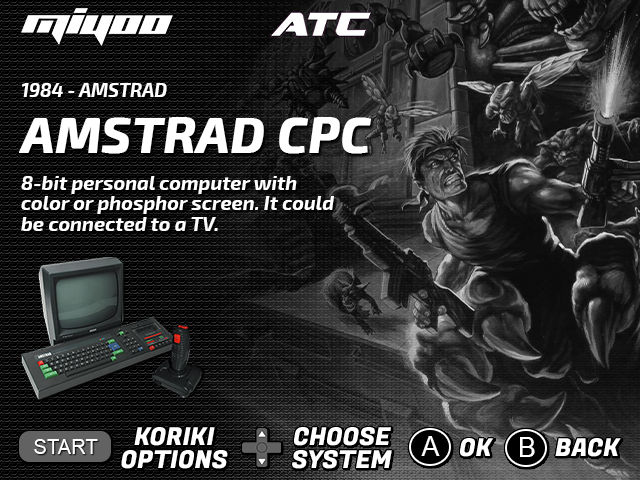 miyoo
ATC
1984 - AMSTRAD
AMSTRAD CPC
8-bit personal computer with
color or phosphor screen. It could
be connected to a TV.
START
KORIKI
OPTIONS
CHOOSE
SYSTEM
A OK
B BACK